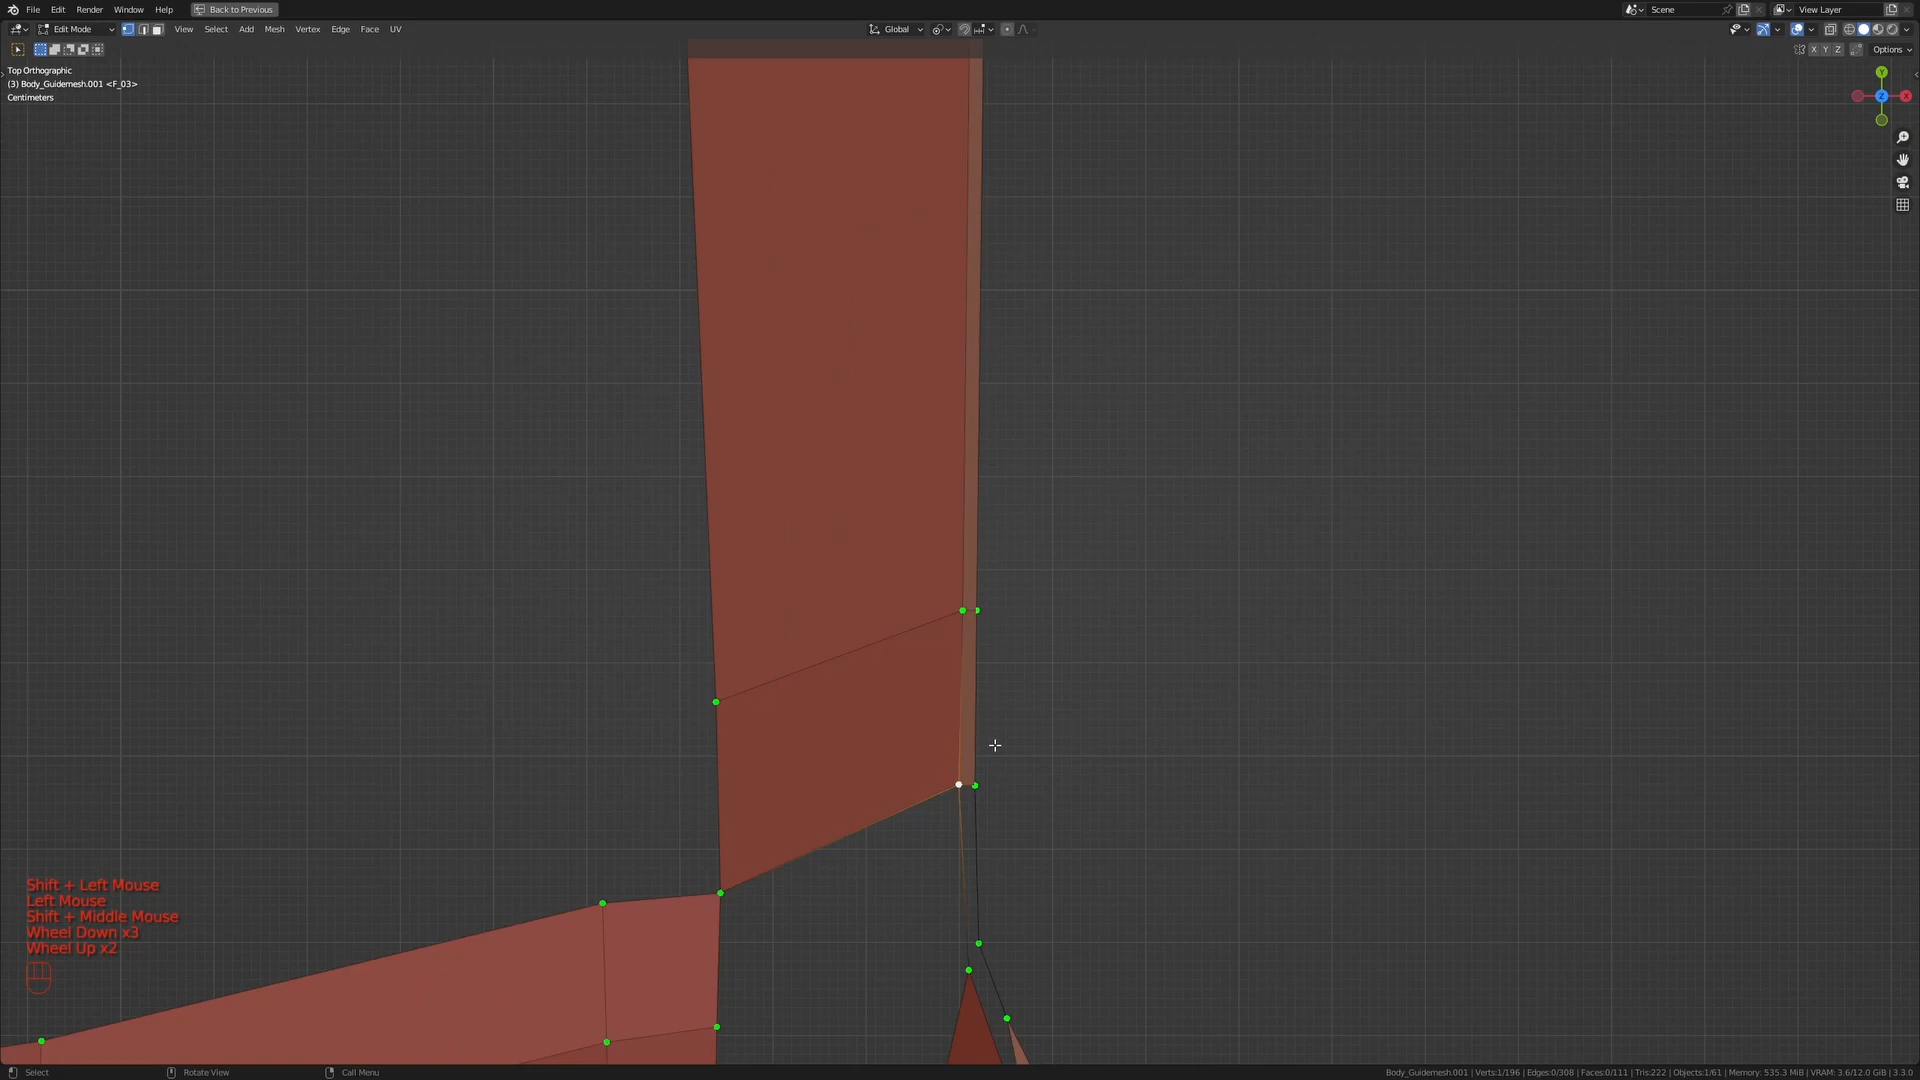 File Edit Render Window Help Back to Previous Scene View Layer
Edit Mode View Select Add Mesh Vertex Edge Face UV Global
X Y Z Options
Top Orthographic
(3) Body_Guidemesh.001 <F_03>
Centimeters
Y
Z X
Shift + Left Mouse
Left Mouse
Shift + Middle Mouse
Wheel Down x3
Wheel Up x2
Select Rotate View Call Menu Body_Guidemesh.001 | Verts:1/196 | Edges:0/308 | Faces:0/111 | Tris:222 | Objects:1/61 | Memory: 535.3 MiB | VRAM: 3.6/12.0 GiB | 3.3.0